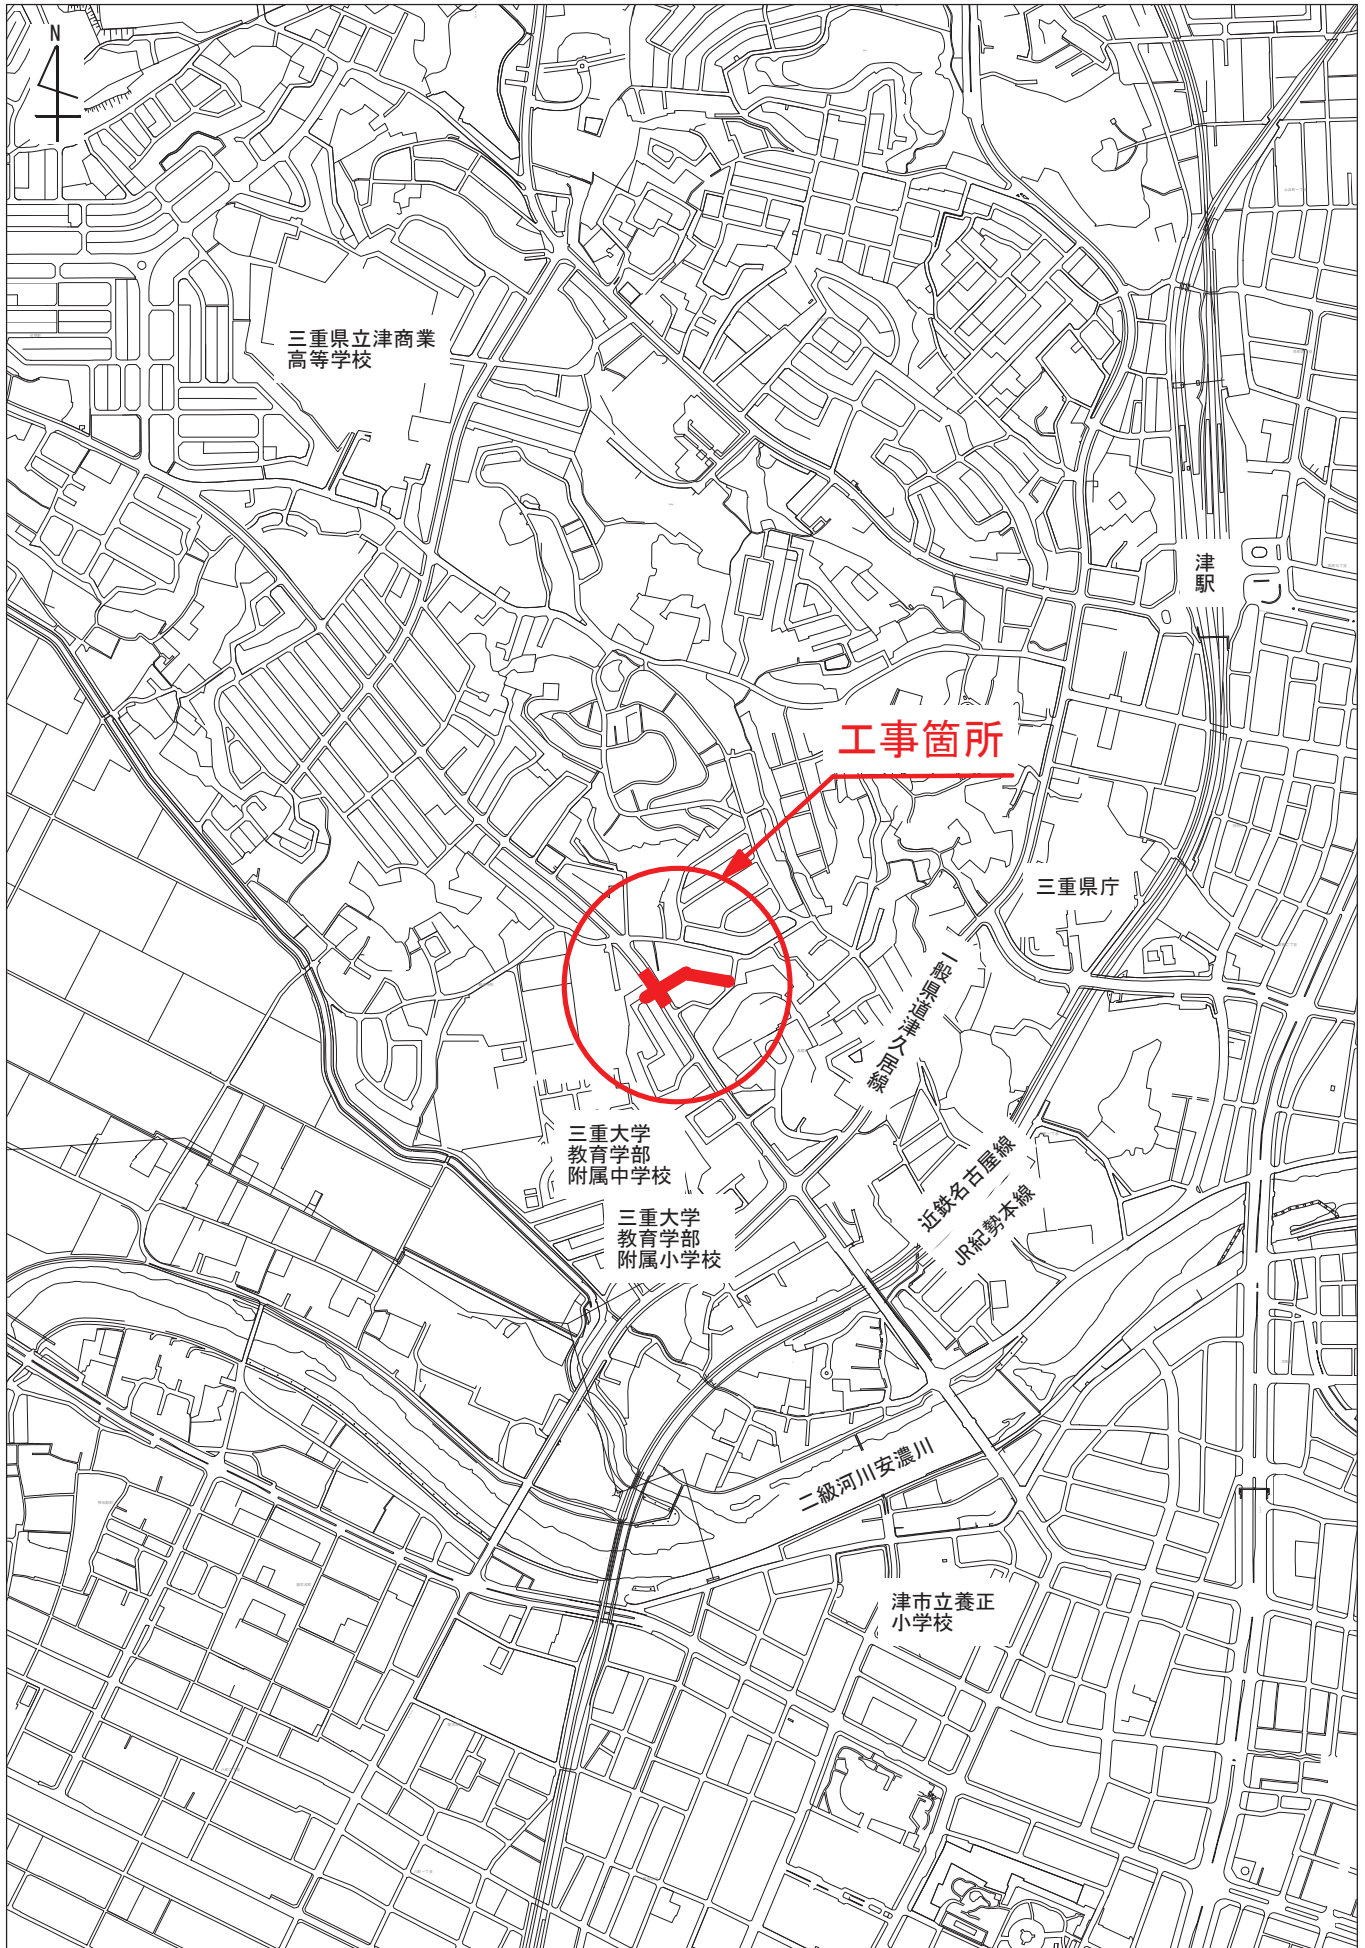 N
三重県立津商業
高等学校
津駅
工事箇所
三重県庁
一般県道津久居線
三重大学
教育学部
附属中学校
近鉄名古屋線
JR紀勢本線
三重大学
教育学部
附属小学校
二級河川安濃川
津市立養正
小学校